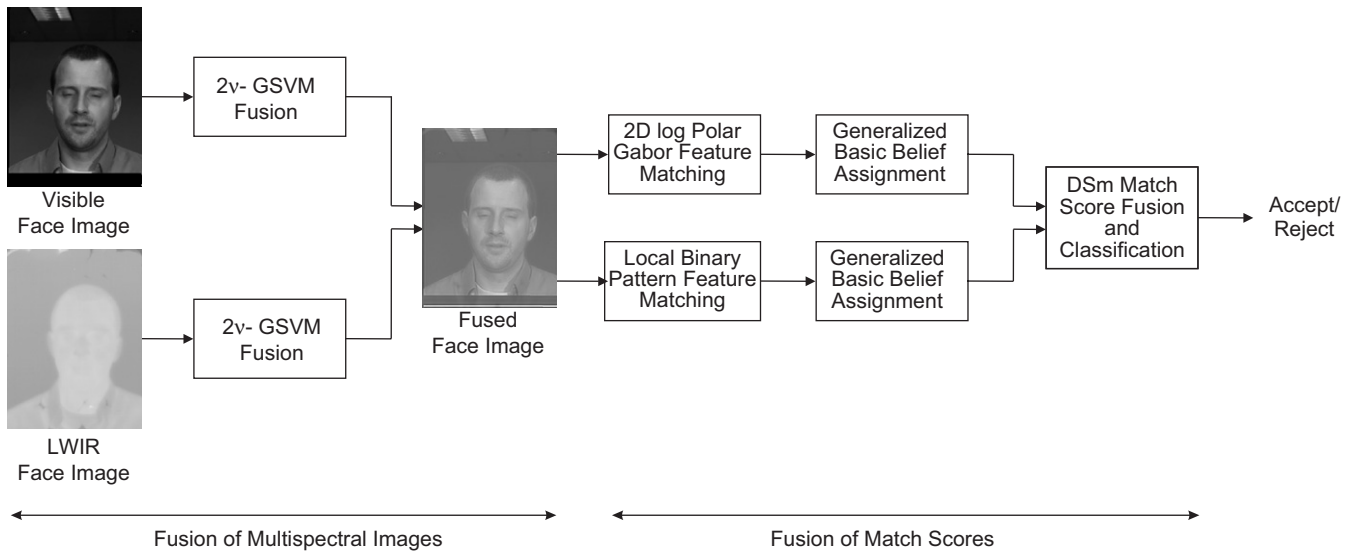 Visible
Face Image
2ν- GSVM
Fusion
LWIR
Face Image
2ν- GSVM
Fusion
Fused
Face Image
2D log Polar
Gabor Feature
Matching
Generalized
Basic Belief
Assignment
Local Binary
Pattern Feature
Matching
Generalized
Basic Belief
Assignment
DSm Match
Score Fusion
and
Classification
Accept/
Reject
Fusion of Multispectral Images
Fusion of Match Scores